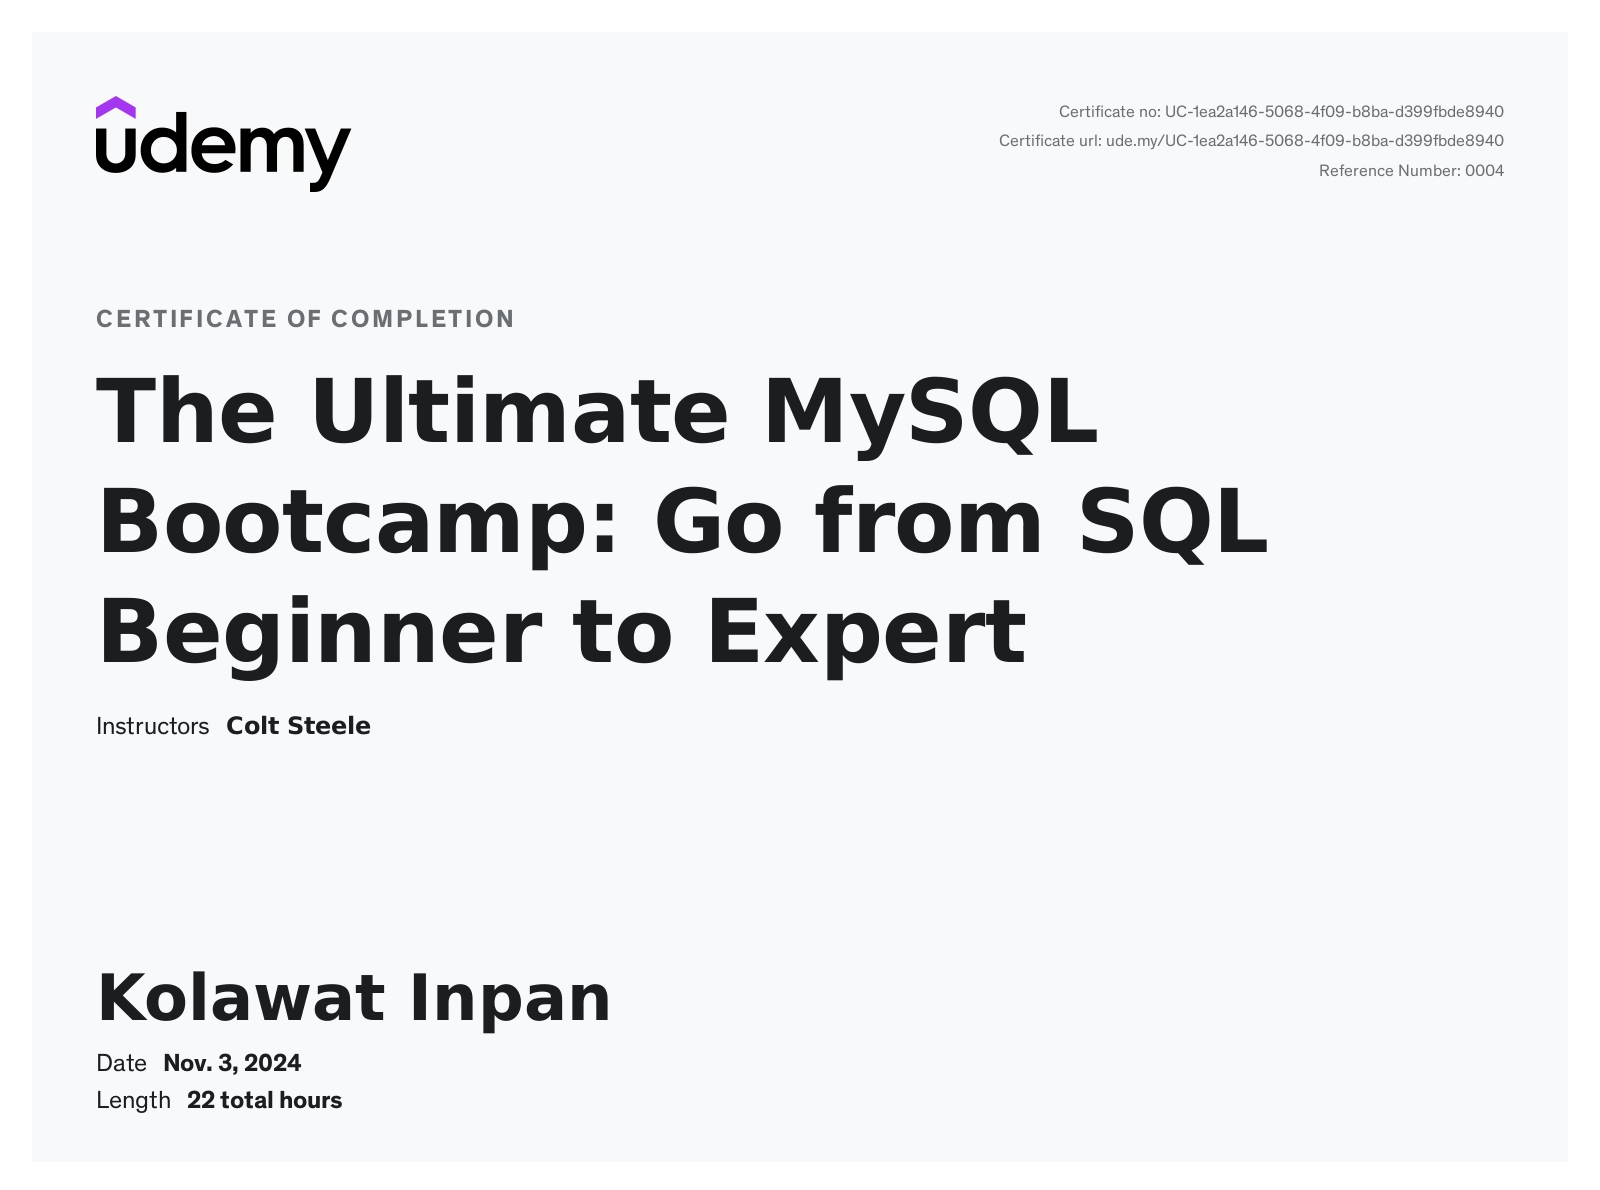 udemy
Certificate no: UC-1ea2a146-5068-4f09-b8ba-d399fbde8940
Certificate url: ude.my/UC-1ea2a146-5068-4f09-b8ba-d399fbde8940
Reference Number: 0004
CERTIFICATE OF COMPLETION
The Ultimate MySQL
Bootcamp: Go from SQL
Beginner to Expert
Instructors Colt Steele
Kolawat Inpan
Date Nov. 3, 2024
Length 22 total hours